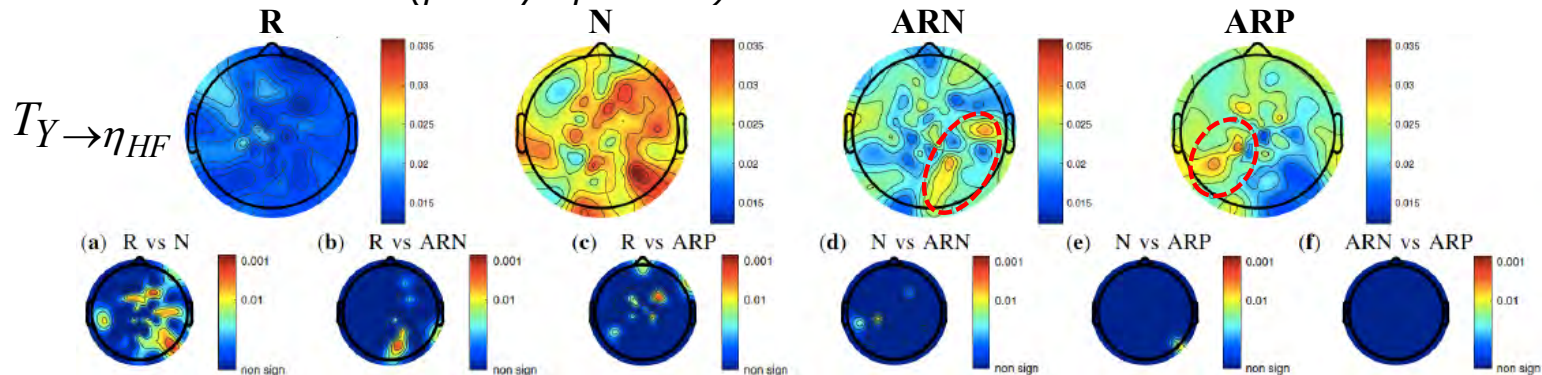 R N ARN ARP
T_{Y→η_{HF}}
0.035 0.035 0.035 0.035
0.03 0.03 0.03 0.03
0.025 0.025 0.025 0.025
0.02 0.02 0.02 0.02
0.015 0.015 0.015 0.015
(a) R vs N (b) R vs ARN (c) R vs ARP (d) N vs ARN (e) N vs ARP (f) ARN vs ARP
0.001 0.001 0.001 0.001 0.001 0.001
0.01 0.01 0.01 0.01 0.01 0.01
non sign non sign non sign non sign non sign non sign